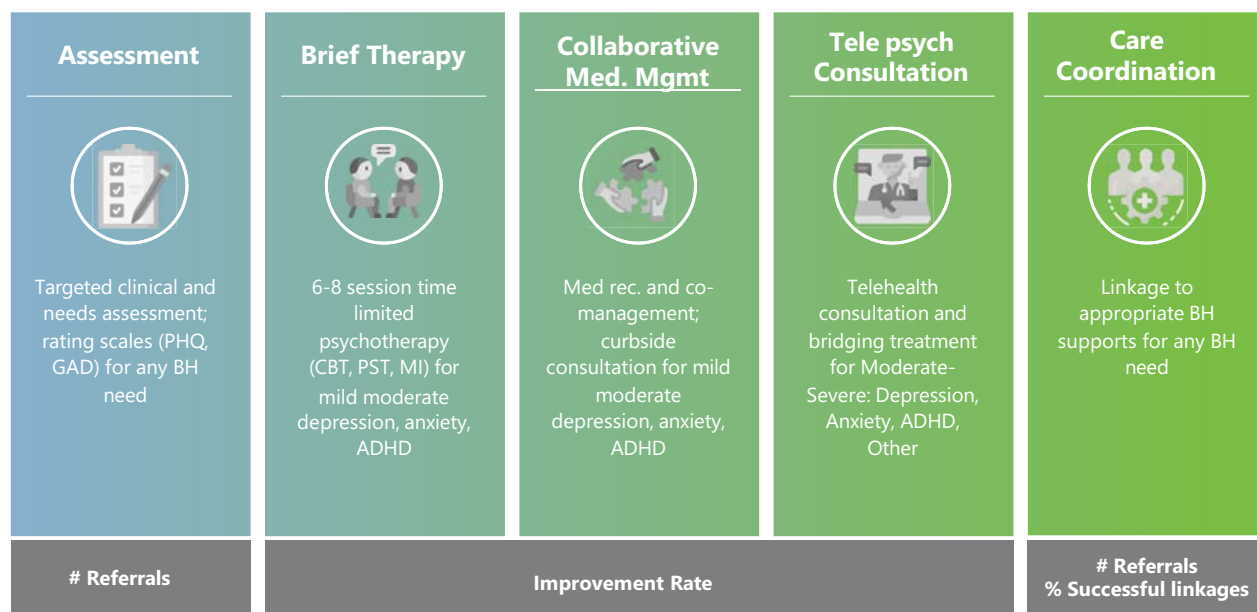 Assessment
Targeted clinical and
needs assessment;
rating scales (PHQ,
GAD) for any BH
need
# Referrals
Brief Therapy
6-8 session time
limited
psychotherapy
(CBT, PST, MI) for
mild moderate
depression, anxiety,
ADHD
Collaborative
Med. Mgmt
Med rec. and co-
management;
curbside
consultation for mild
moderate
depression, anxiety,
ADHD
Tele psych
Consultation
Telehealth
consultation and
bridging treatment
for Moderate-
Severe: Depression,
Anxiety, ADHD,
Other
Improvement Rate
Care
Coordination
Linkage to
appropriate BH
supports for any BH
need
# Referrals
% Successful linkages